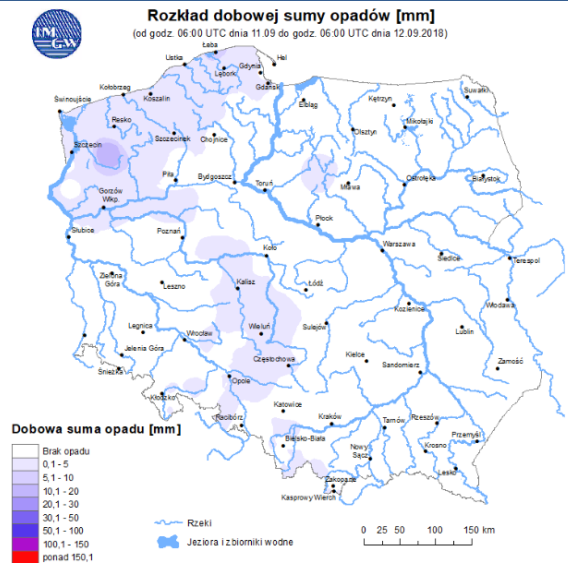 Rozkład dobowej sumy opadów [mm]
(od godz. 06:00 UTC dnia 11.09 do godz. 06:00 UTC dnia 12.09.2018)
IM
GW
Łeba
Ustka
Hel
Lębork
Gdynia
Gdańsk
Kołobrzeg
Koszalin
Świnoujście
Elbląg
Kętrzyn
Suwałki
Resko
Mikołajki
Szczecinek
Chojnice
Olsztyn
Szczecin
Piła
Bydgoszcz
Toruń
Mława
Ostrołęka
Białystok
Gorzów
Wlkp.
Płock
Słubice
Poznań
Koło
Warszawa
Siedlce
Terespol
Zielona
Góra
Leszno
Kalisz
Łódź
Kozienice
Włodawa
Legnica
Wrocław
Wieluń
Sulejów
Lublin
Jelenia Góra
Śnieżka
Częstochowa
Kielce
Sandomierz
Zamość
Kłodzko
Opole
Katowice
Racibórz
Kraków
Tarnów
Rzeszów
Bielsko-Biała
Nowy
Sącz
Krosno
Przemyśl
Lesko
Zakopane
Kasprowy Wierch
Dobowa suma opadu [mm]
Brak opadu
0,1 - 5
5,1 - 10
10,1 - 20
20,1 - 30
30,1 - 50
50,1 - 100
100,1 - 150
ponad 150,1
Rzeki
Jeziora i zbiorniki wodne
0 25 50 100 150 km